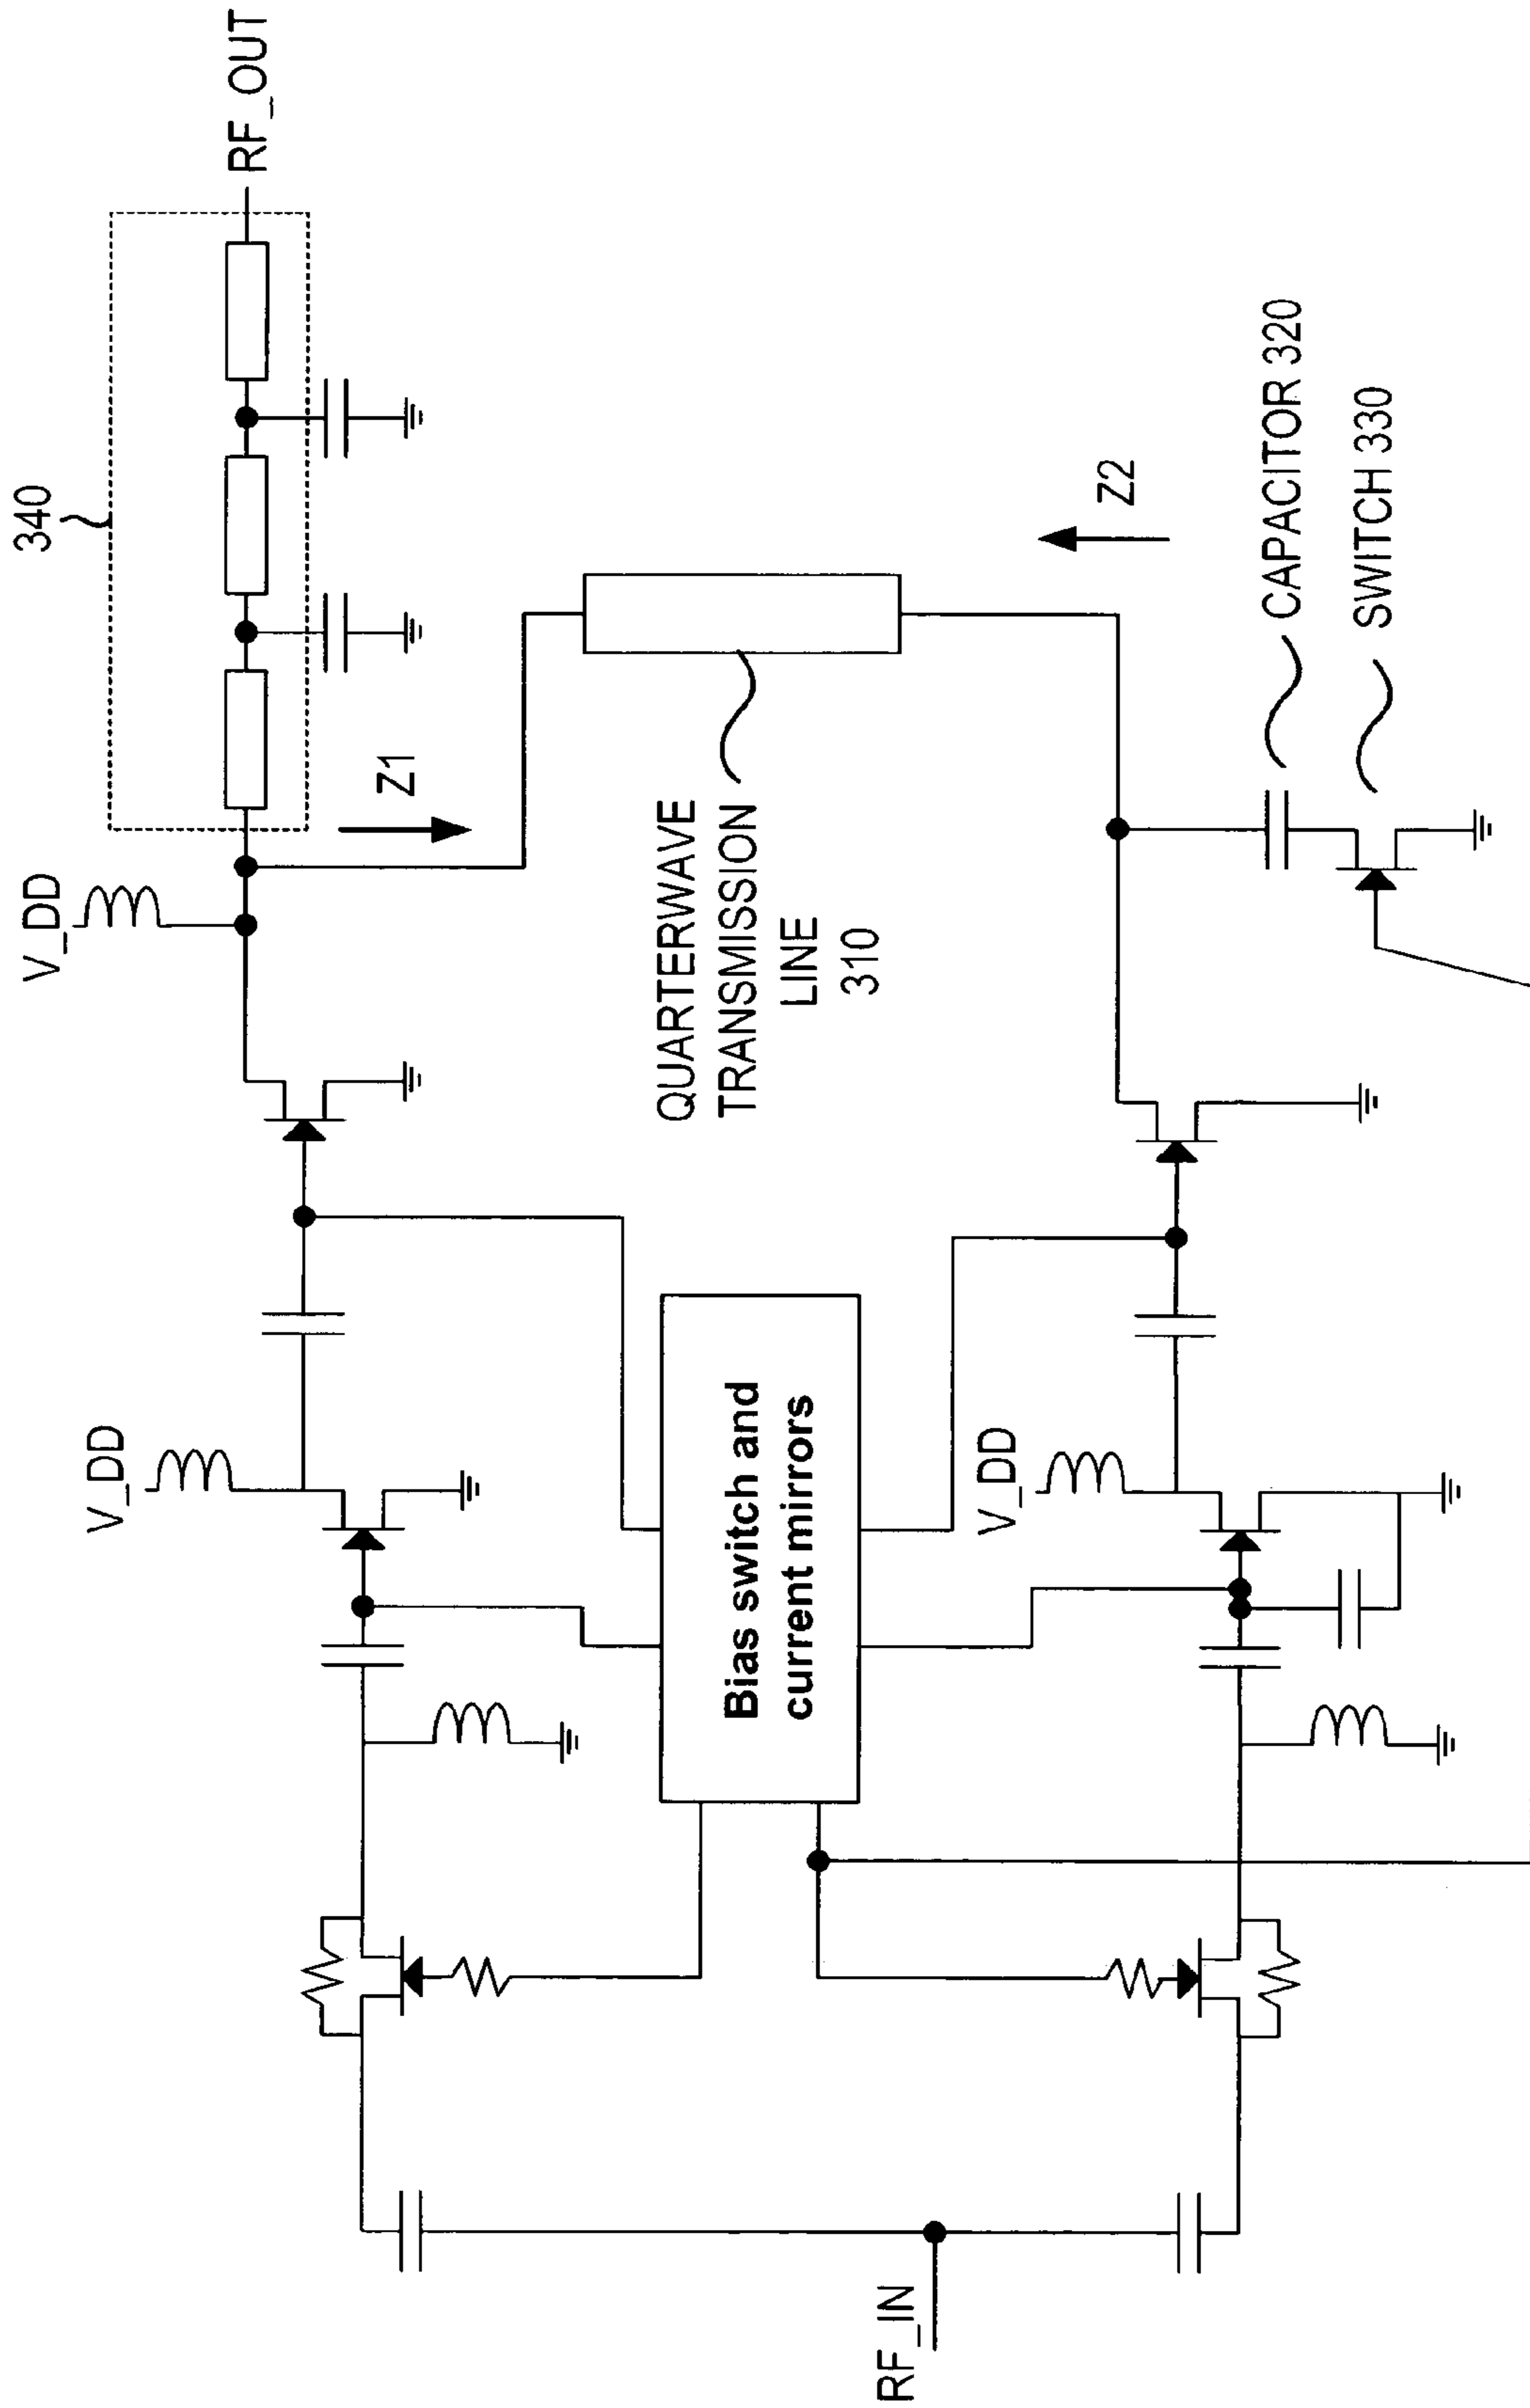 340
RF_OUT
V_DD
Z1
V_DD
QUARTERWAVE
TRANSMISSION
LINE
310
Z2
CAPACITOR 320
SWITCH 330
Bias switch and
current mirrors
V_DD
RF_IN